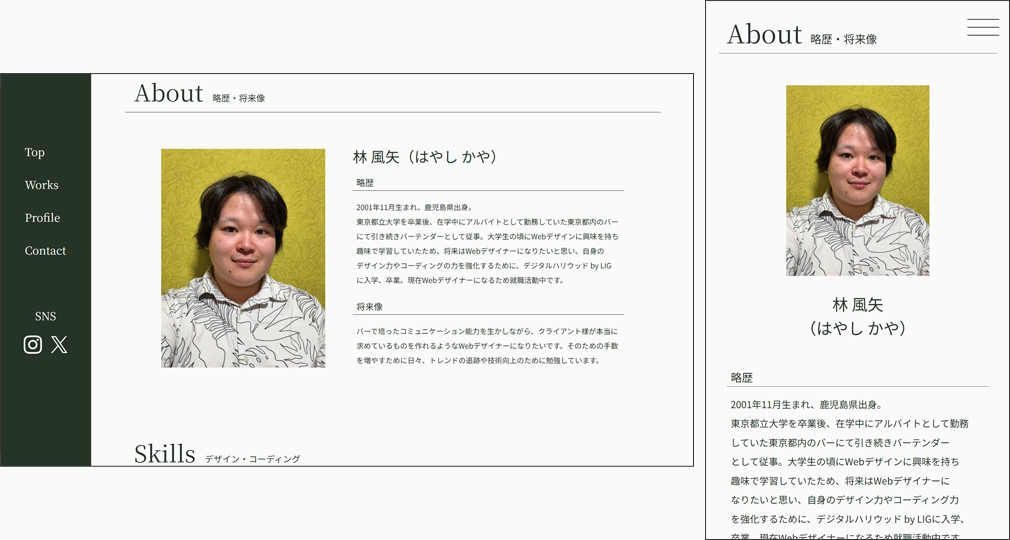 About 略歴・将来像
Top
Works
Profile
Contact
SNS
林 風矢（はやし かや）
略歴
2001年11月生まれ、鹿児島県出身。
東京都立大学を卒業後、在学中にアルバイトとして勤務していた東京都内のバー
にて引き続きバーテンダーとして従事。大学生の頃にWebデザインに興味を持ち
趣味で学習していたため、将来はWebデザイナーになりたいと思い、自身の
デザイン力やコーディングの力を強化するために、デジタルハリウッド by LIG
に入学、卒業。現在Webデザイナーになるため就職活動中です。
将来像
バーで培ったコミュニケーション能力を生かしながら、クライアント様が本当に
求めているものを作れるようなWebデザイナーになりたいです。そのための手数
を増やすために日々、トレンドの追跡や技術向上のために勉強しています。
Skills デザイン・コーディング
About 略歴・将来像
林 風矢
（はやし かや）
略歴
2001年11月生まれ、鹿児島県出身。
東京都立大学を卒業後、在学中にアルバイトとして勤務
していた東京都内のバーにて引き続きバーテンダー
として従事。大学生の頃にWebデザインに興味を持ち
趣味で学習していたため、将来はWebデザイナーに
なりたいと思い、自身のデザイン力やコーディング力
を強化するために、デジタルハリウッド by LIGに入学、
卒業。現在Webデザイナーになるため就職活動中です。